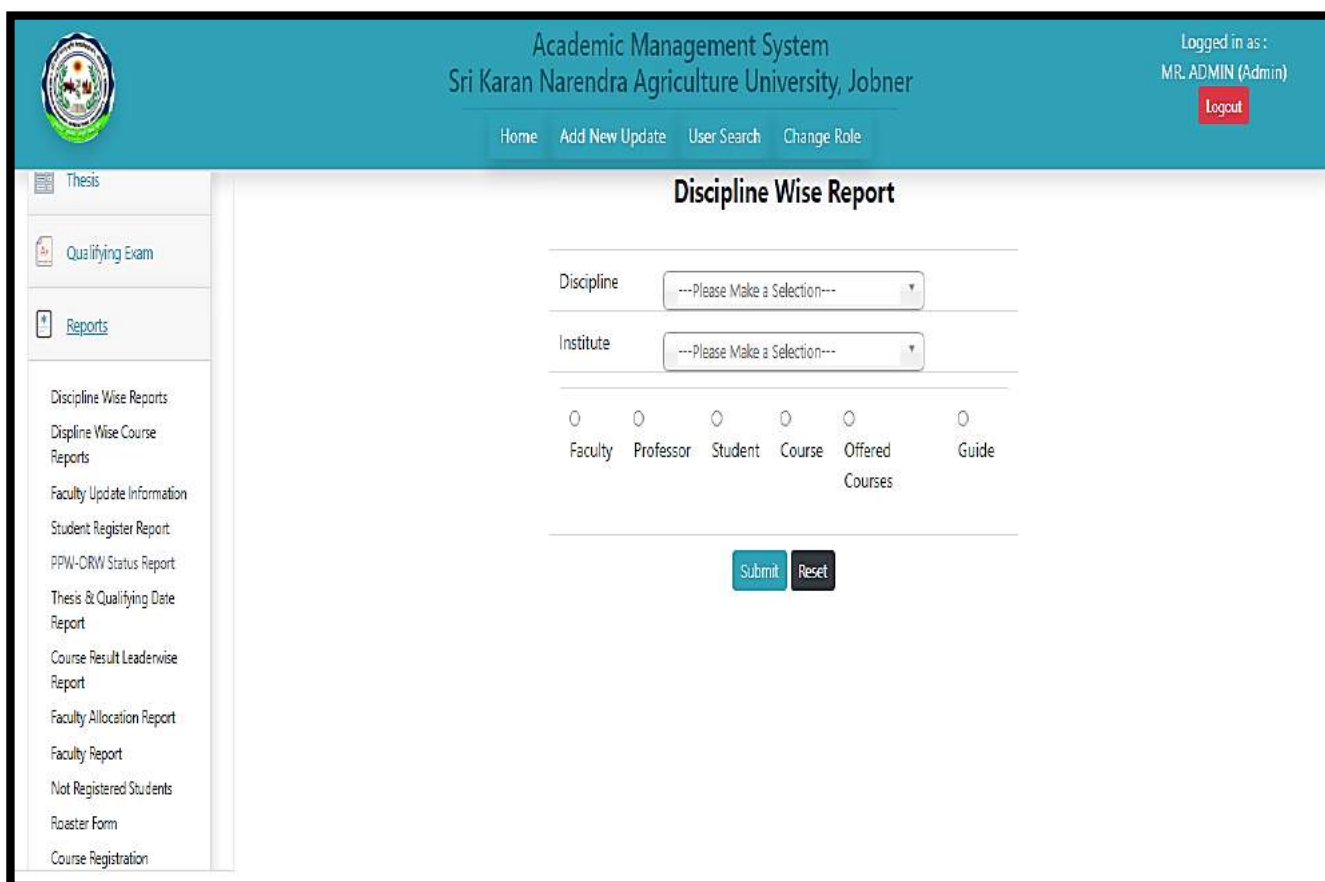 Academic Management System
Sri Karan Narendra Agriculture University, Jobner
Home Add New Update User Search Change Role
Logged in as :
MR. ADMIN (Admin)
Logout
Thesis
Qualifying Exam
Reports
Discipline Wise Reports
Displine Wise Course
Reports
Faculty Update Information
Student Register Report
PPW-ORW Status Report
Thesis & Qualifying Date
Report
Course Result Leaderwise
Report
Faculty Allocation Report
Faculty Report
Not Registered Students
Roaster Form
Course Registration
Discipline Wise Report
Discipline ---Please Make a Selection---
Institute ---Please Make a Selection---
Faculty Professor Student Course Offered Guide
Courses
Submit Reset